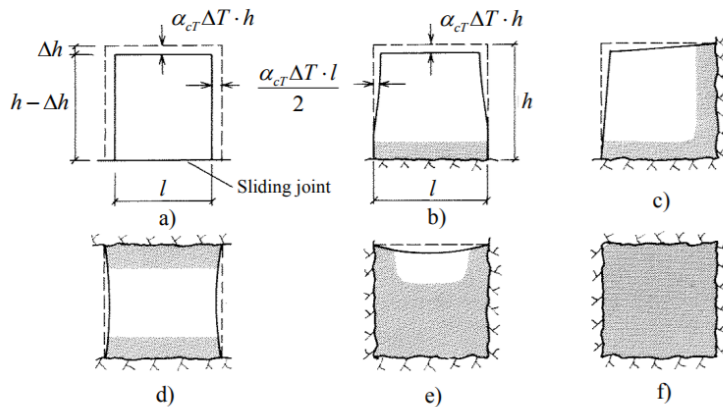 α_cT ΔT · h
α_cT ΔT · h
Δh
h − Δh
α_cT ΔT · l
2
h
Sliding joint
l
l
a)
b)
c)
d)
e)
f)